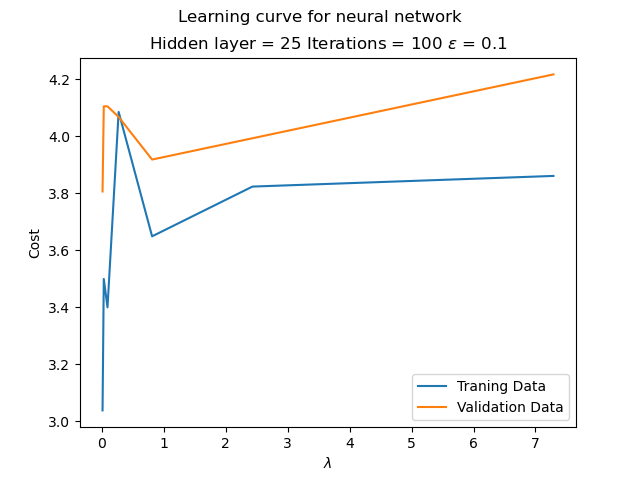 Learning curve for neural network
Hidden layer = 25 Iterations = 100 ε = 0.1
4.2
4.0
3.8
3.6
3.4
3.2
3.0
Cost
0 1 2 3 4 5 6 7
λ
Traning Data
Validation Data